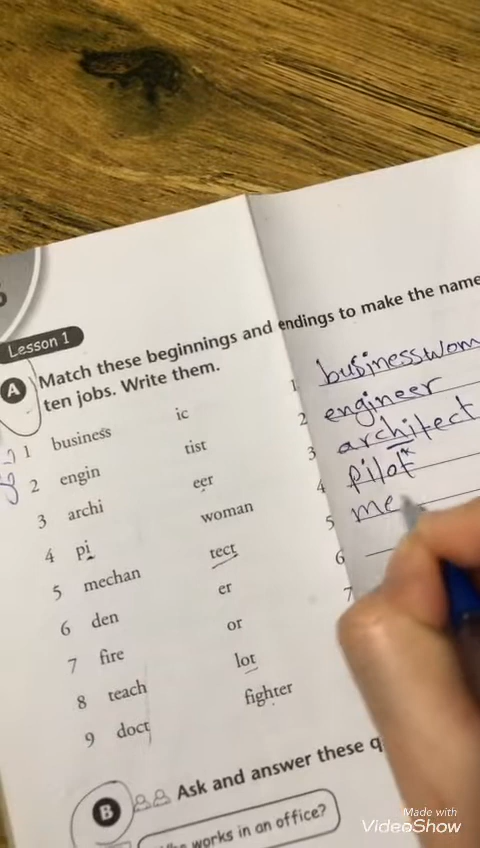 Lesson 1
A Match these beginnings and endings to make the name
ten jobs. Write them.
1 business
2 engin
3 archi
4 pi
5 mechan
6 den
7 fire
8 teach
9 doct
ic
tist
eer
woman
tect
er
or
lot
fighter
1 businesswom
2 engineer
3 architect
4 pilot
5 me
6
7
B Ask and answer these q
works in an office?
Made with
VideoShow